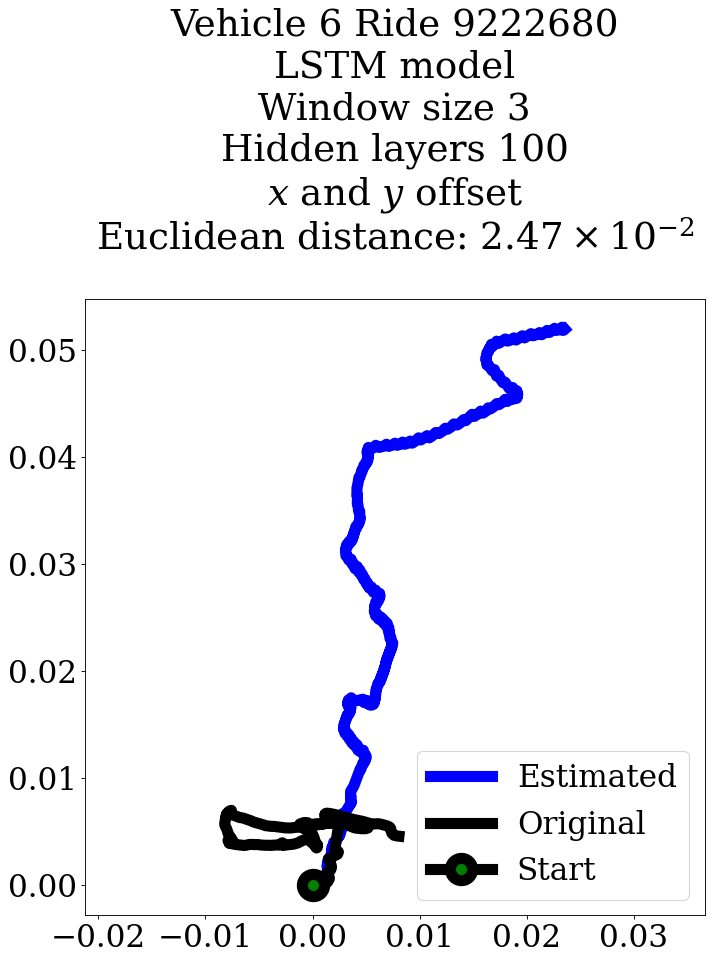 Vehicle 6 Ride 9222680
LSTM model
Window size 3
Hidden layers 100
x and y offset
Euclidean distance: 2.47 × 10⁻²
0.05
0.04
0.03
0.02
0.01
0.00
Estimated
Original
Start
−0.02 −0.01 0.00 0.01 0.02 0.03